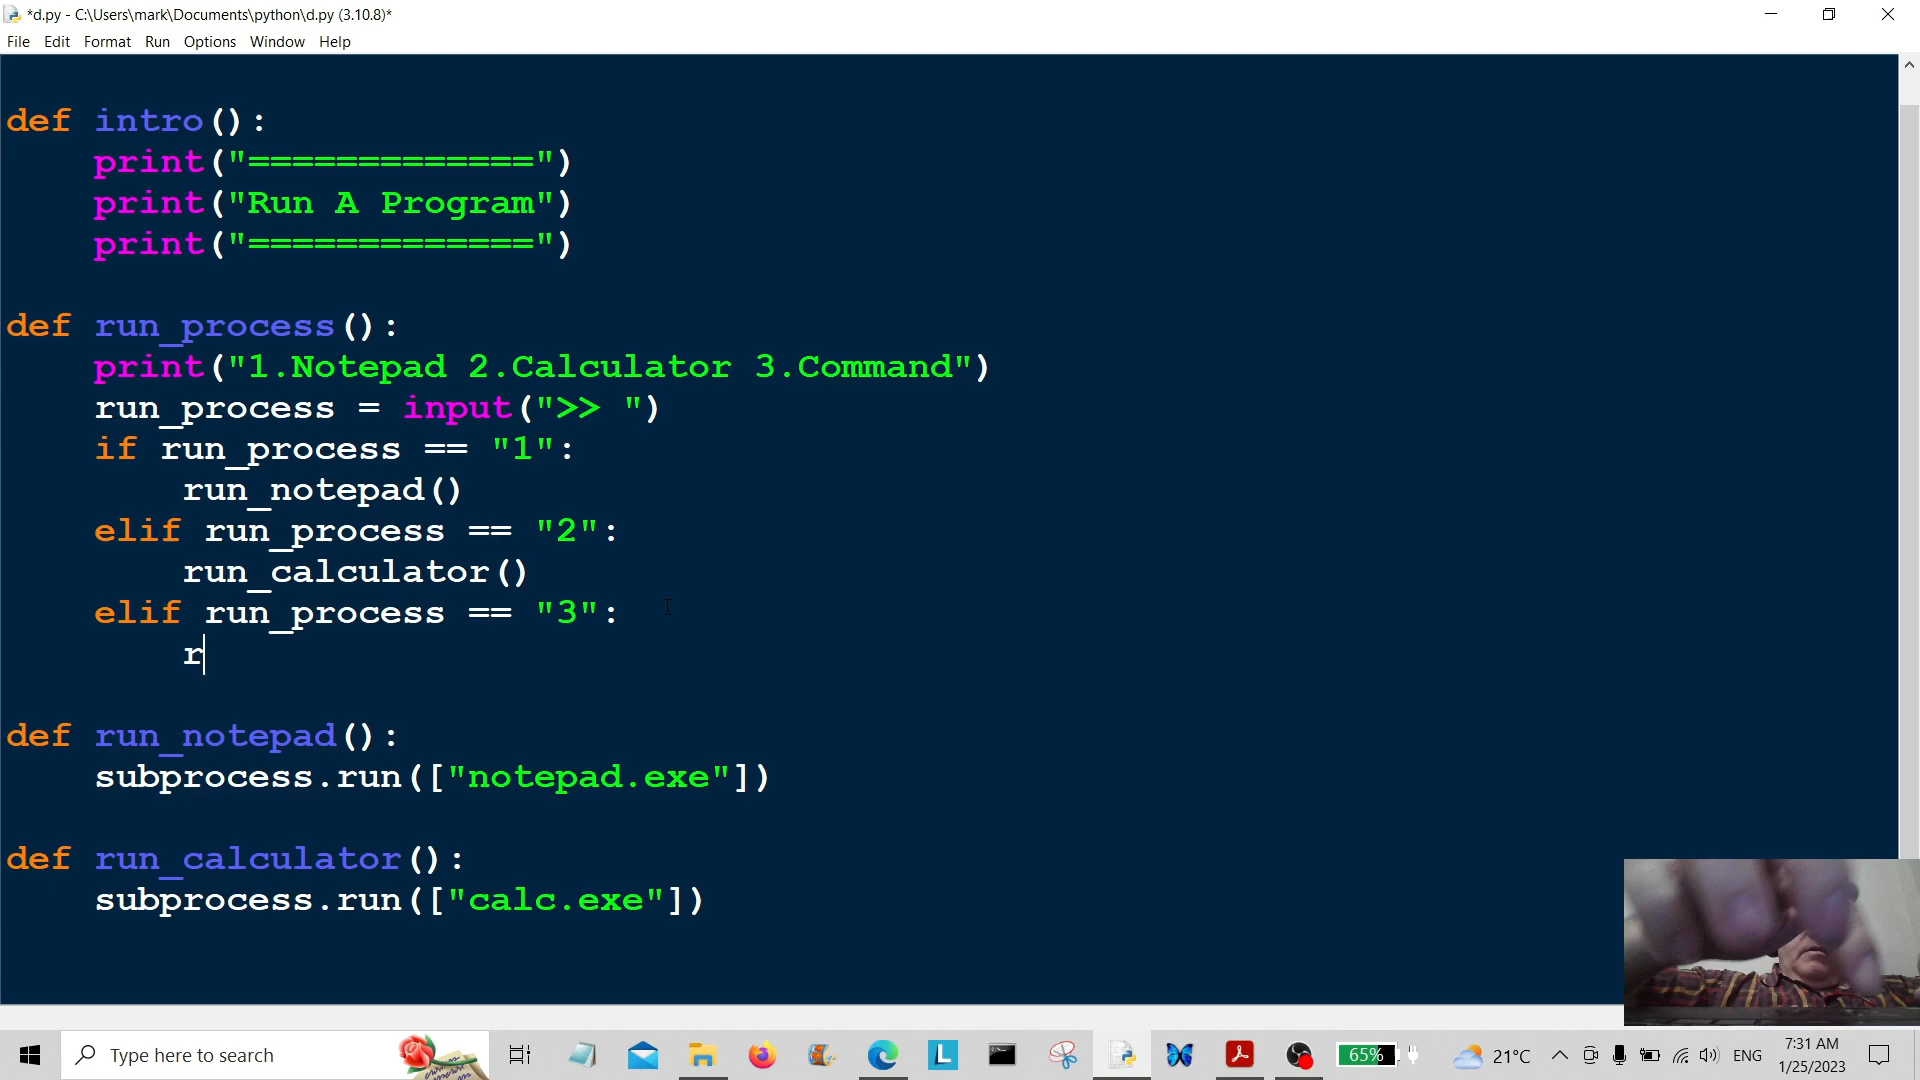 *d.py - C:\Users\mark\Documents\python\d.py (3.10.8)*
File Edit Format Run Options Window Help
def intro():
    print("=============")
    print("Run A Program")
    print("=============")
def run_process():
    print("1.Notepad 2.Calculator 3.Command")
    run_process = input(">> ")
    if run_process == "1":
        run_notepad()
    elif run_process == "2":
        run_calculator()
    elif run_process == "3":
        r
def run_notepad():
    subprocess.run(["notepad.exe"])
def run_calculator():
    subprocess.run(["calc.exe"])
Type here to search
L
65%
21°C
ENG
7:31 AM
1/25/2023